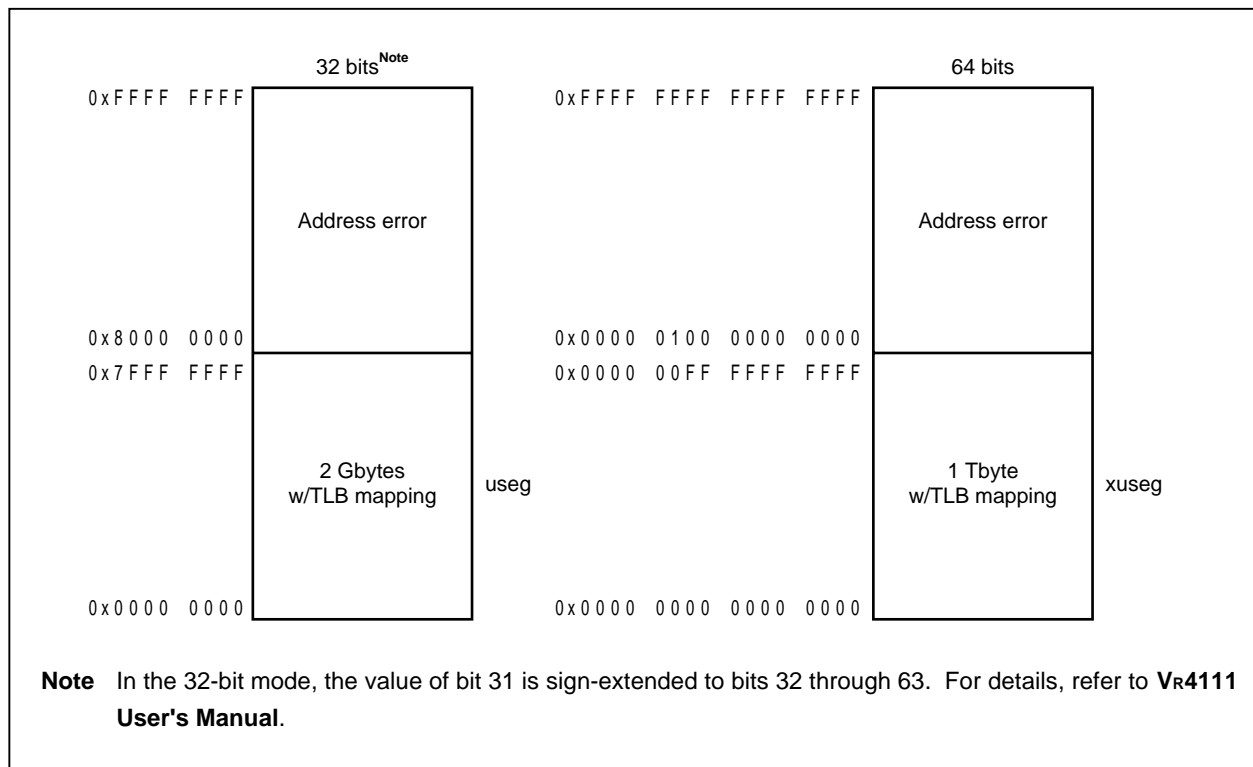 32 bitsNote
64 bits
0xFFFF FFFF
0xFFFF FFFF FFFF FFFF
Address error
Address error
0x8000 0000
0x0000 0100 0000 0000
0x7FFF FFFF
0x0000 00FF FFFF FFFF
2 Gbytes
w/TLB mapping
useg
1 Tbyte
w/TLB mapping
xuseg
0x0000 0000
0x0000 0000 0000 0000
Note In the 32-bit mode, the value of bit 31 is sign-extended to bits 32 through 63. For details, refer to VR4111
User's Manual.